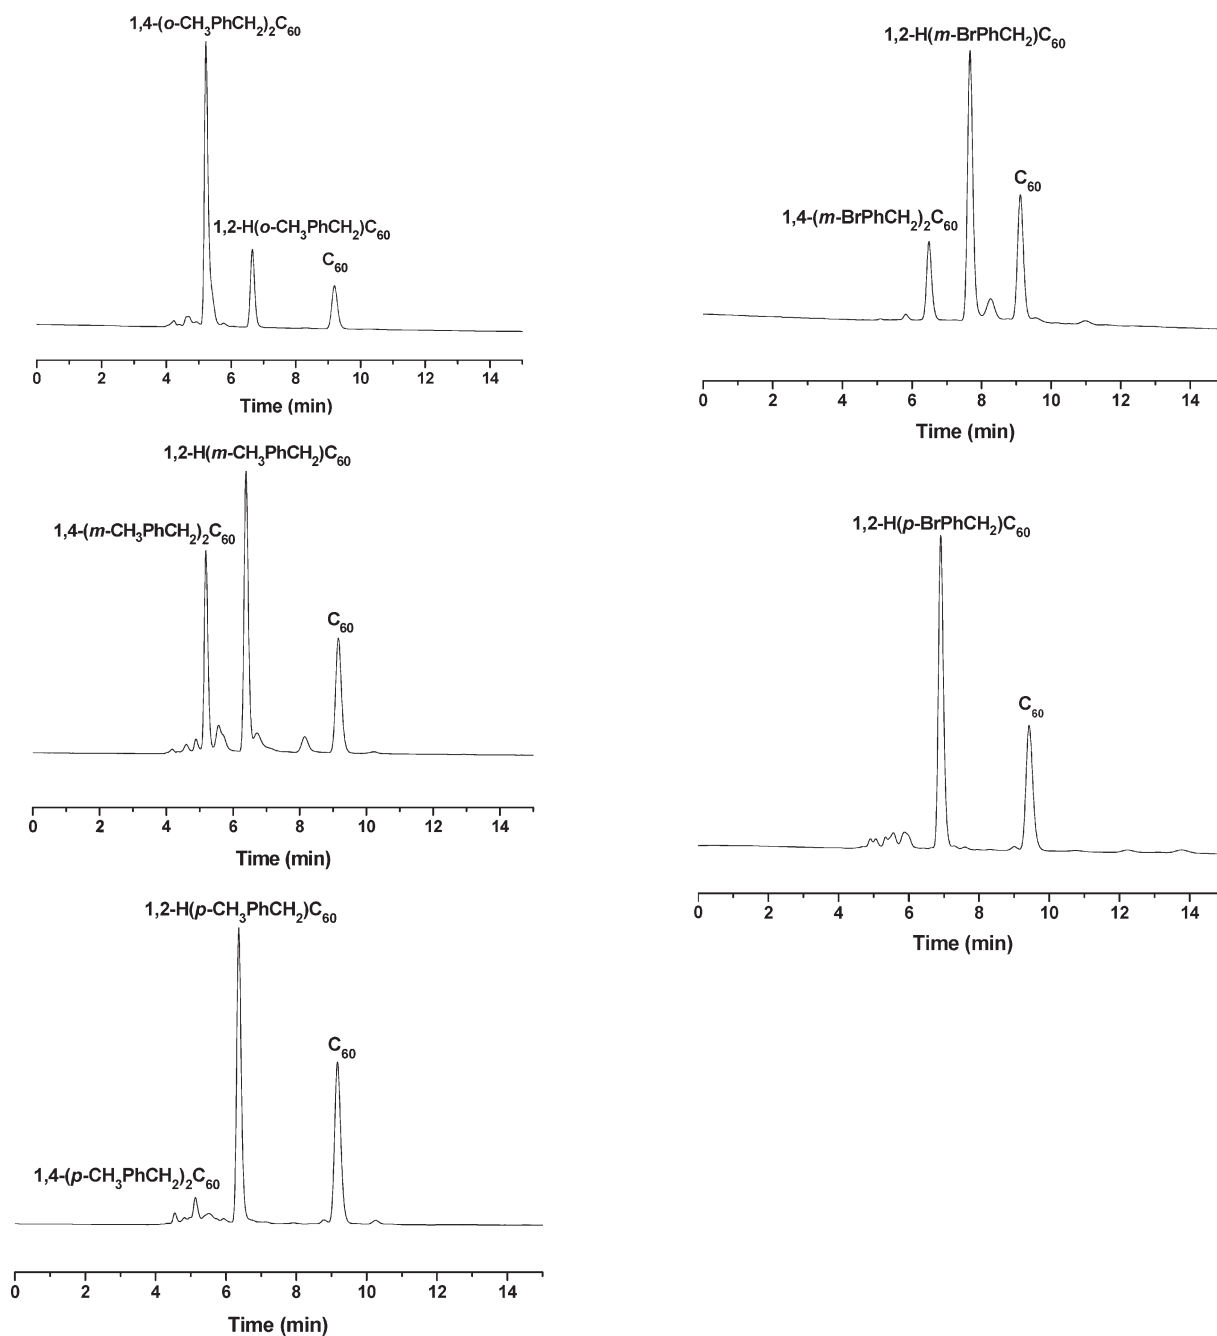 1,4-(o-CH3PhCH2)2C60
1,2-H(o-CH3PhCH2)C60
C60
0 2 4 6 8 10 12 14
Time (min)
1,2-H(m-CH3PhCH2)C60
1,4-(m-CH3PhCH2)2C60
C60
0 2 4 6 8 10 12 14
Time (min)
1,2-H(p-CH3PhCH2)C60
C60
1,4-(p-CH3PhCH2)2C60
0 2 4 6 8 10 12 14
Time (min)
1,2-H(m-BrPhCH2)C60
C60
1,4-(m-BrPhCH2)2C60
0 2 4 6 8 10 12 14
Time (min)
1,2-H(p-BrPhCH2)C60
C60
0 2 4 6 8 10 12 14
Time (min)